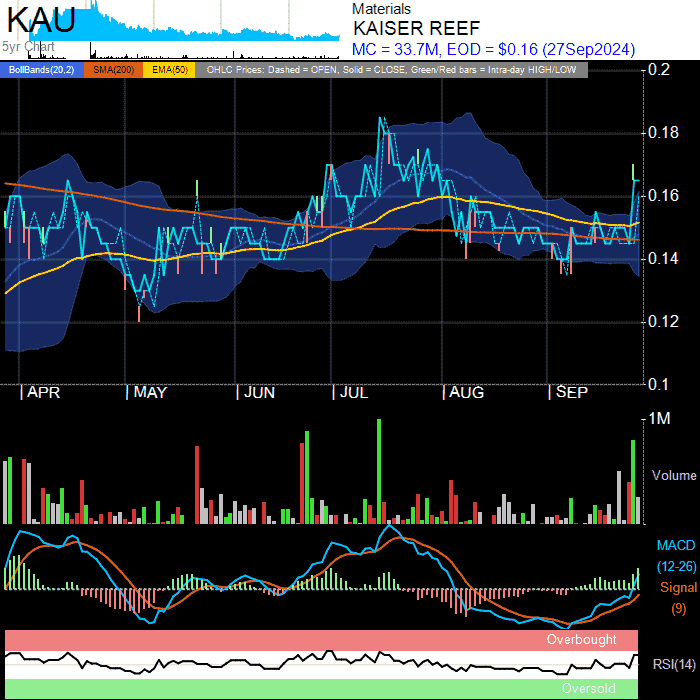 KAU
5yr Chart
Materials
KAISER REEF
MC = 33.7M, EOD = $0.16 (27Sep2024)
BollBands(20,2) SMA(200) EMA(50) OHLC Prices: Dashed = OPEN, Solid = CLOSE, Green/Red bars = Intra-day HIGH/LOW
0.2
0.18
0.16
0.14
0.12
0.1
| APR | MAY | JUN | JUL | AUG | SEP
1M
Volume
MACD
(12-26)
Signal
(9)
Overbought
RSI(14)
Oversold